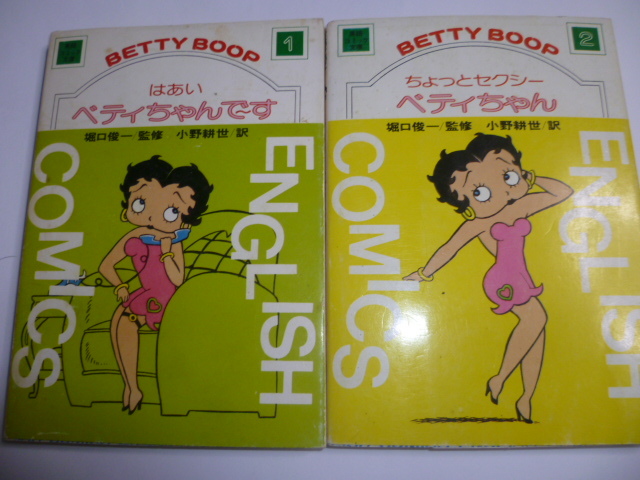 BETTY BOOP
1
はあい
ベティちゃんです
堀口俊一/監修 小野耕世/訳
ENGLISH
COMICS
BETTY BOOP
2
ちょっとセクシー
ベティちゃん
堀口俊一/監修 小野耕世/訳
ENGLISH
COMICS